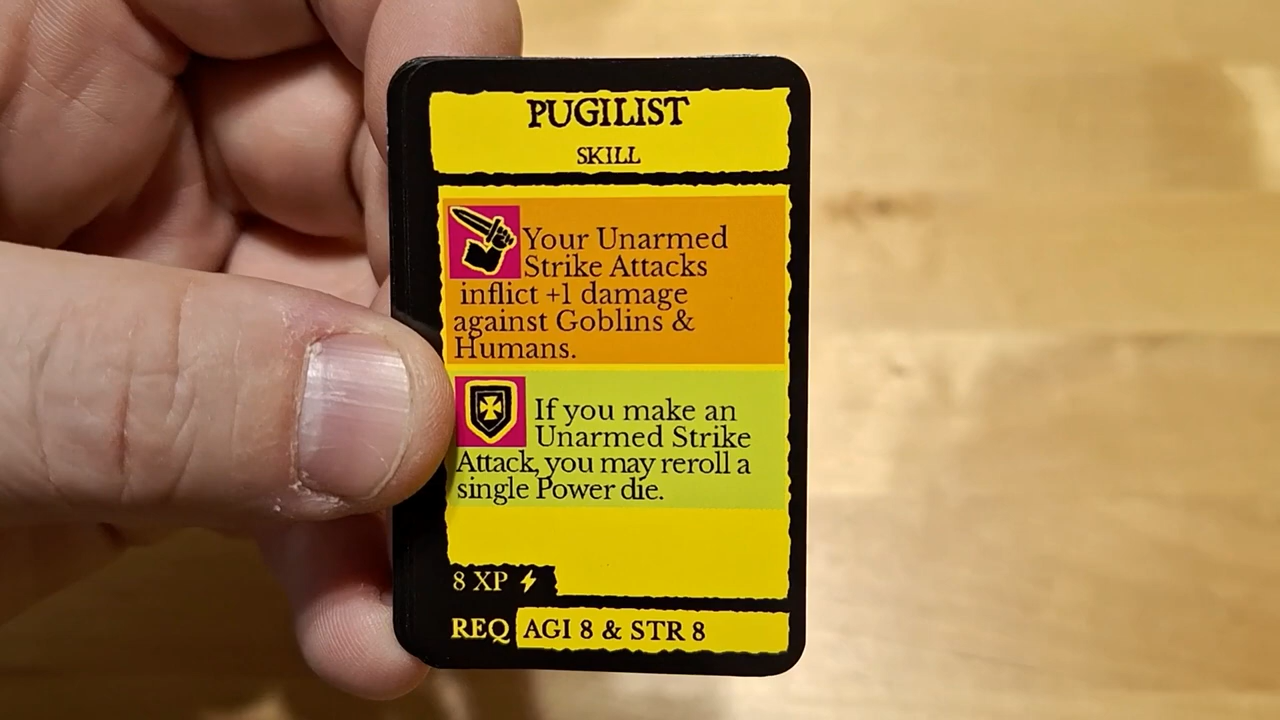 PUGILIST
SKILL
Your Unarmed
Strike Attacks
inflict +1 damage
against Goblins &
Humans.
If you make an
Unarmed Strike
Attack, you may reroll a
single Power die.
8 XP
REQ AGI 8 & STR 8